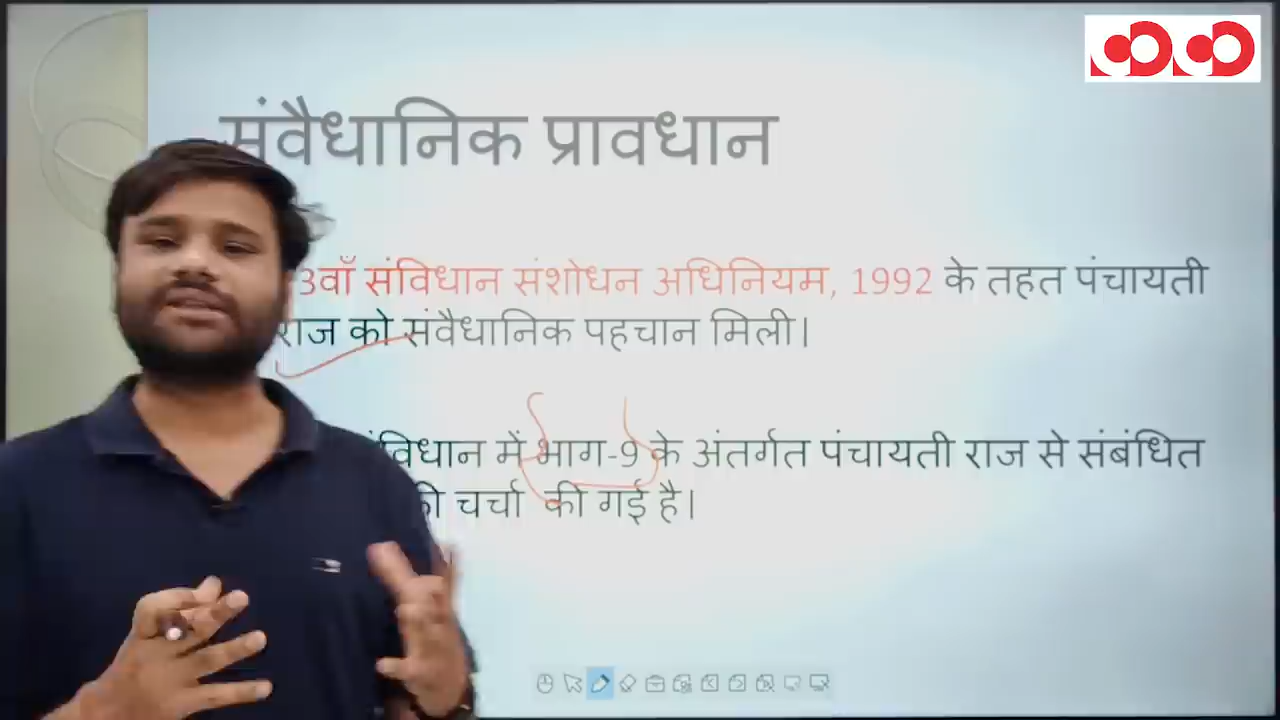 संवैधानिक प्रावधान
3वाँ संविधान संशोधन अधिनियम, 1992 के तहत पंचायती
राज को संवैधानिक पहचान मिली।
संविधान में भाग-9 के अंतर्गत पंचायती राज से संबंधित
की चर्चा की गई है।